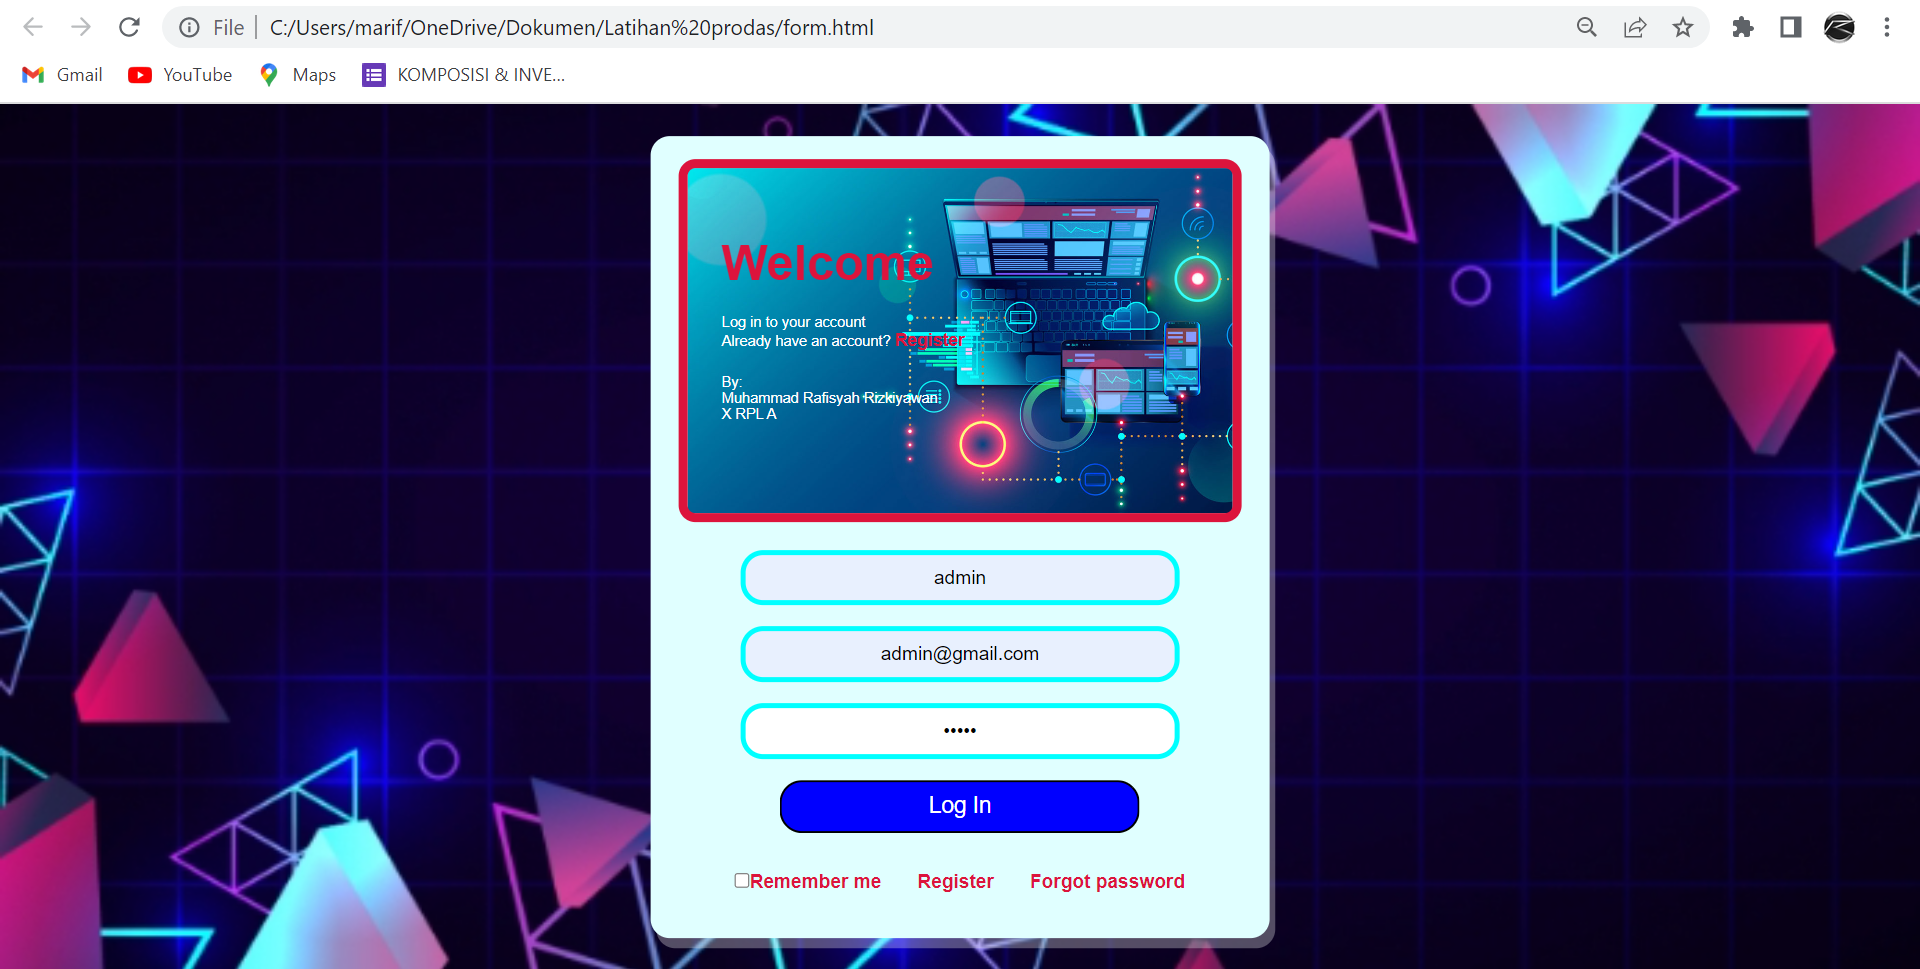 File
C:/Users/marif/OneDrive/Dokumen/Latihan%20prodas/form.html
Gmail
YouTube
Maps
KOMPOSISI & INVE...
Welcome
Log in to your account
Already have an account? Register
By:
Muhammad Rafisyah Rizkiyawan
X RPL A
admin
admin@gmail.com
•••••
Log In
Remember me Register Forgot password